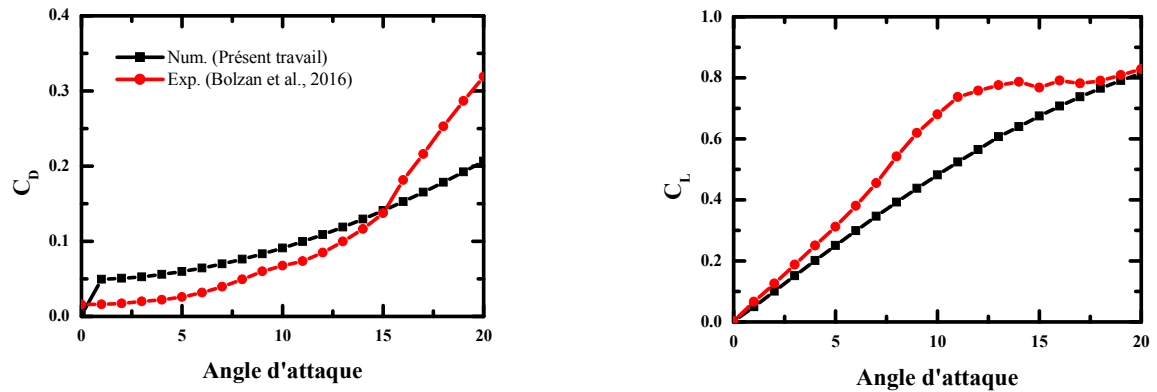 0.4
0.3
0.2
0.1
0.0
C_D
Num. (Présent travail)
Exp. (Bolzan et al., 2016)
0 5 10 15 20
Angle d'attaque
1.0
0.8
0.6
0.4
0.2
0.0
C_L
0 5 10 15 20
Angle d'attaque